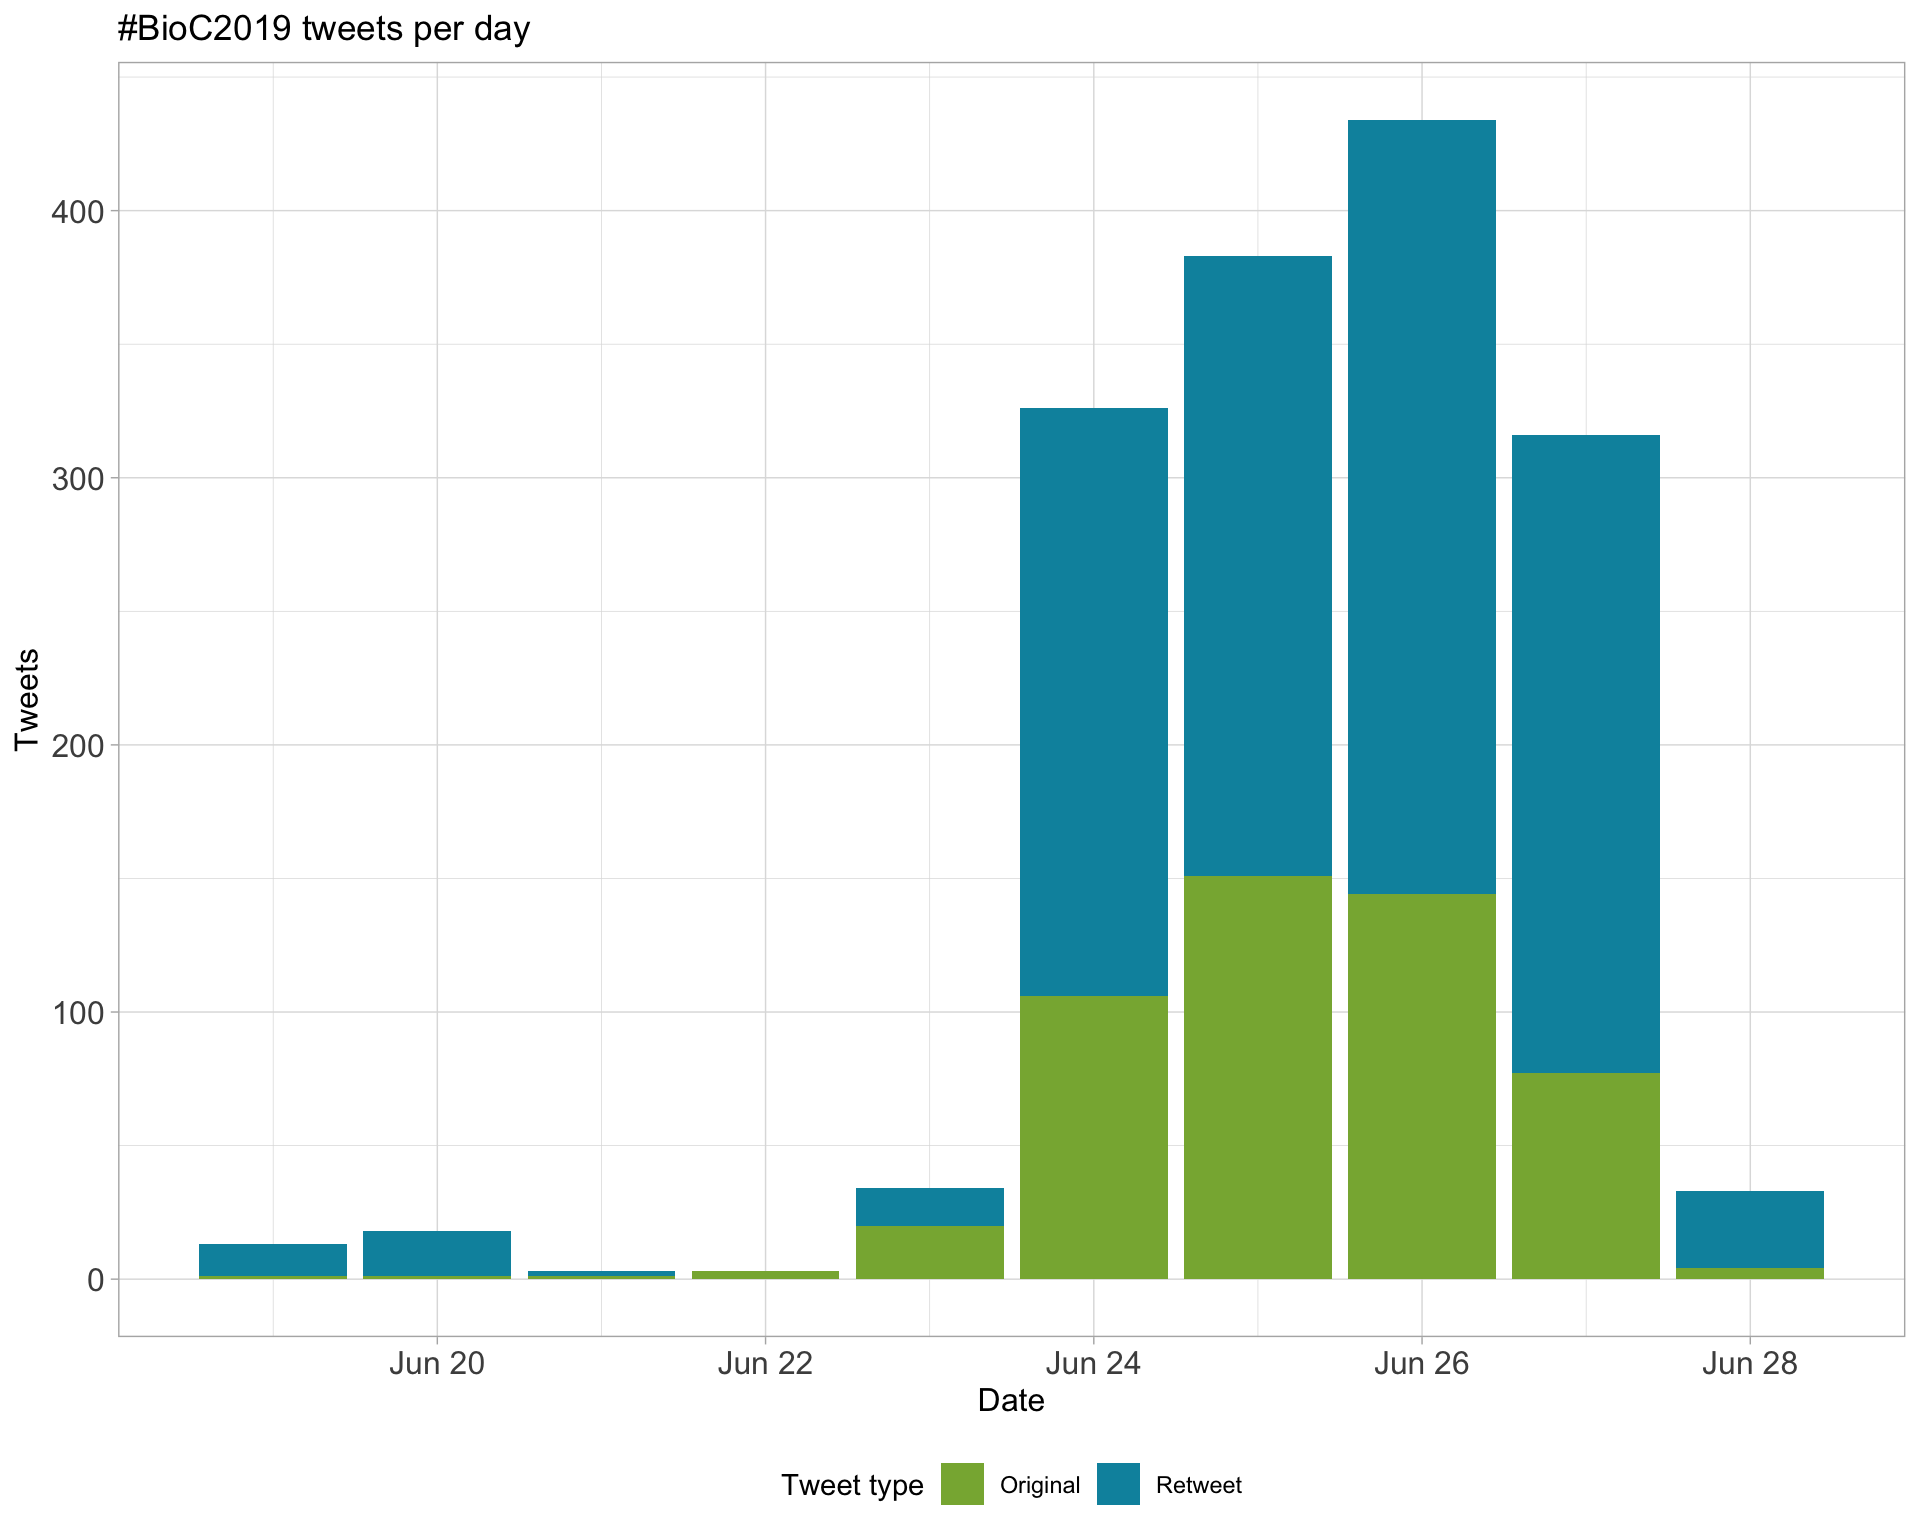 #BioC2019 tweets per day
Tweets
400
300
200
100
0
Jun 20 Jun 22 Jun 24 Jun 26 Jun 28
Date
Tweet type Original Retweet